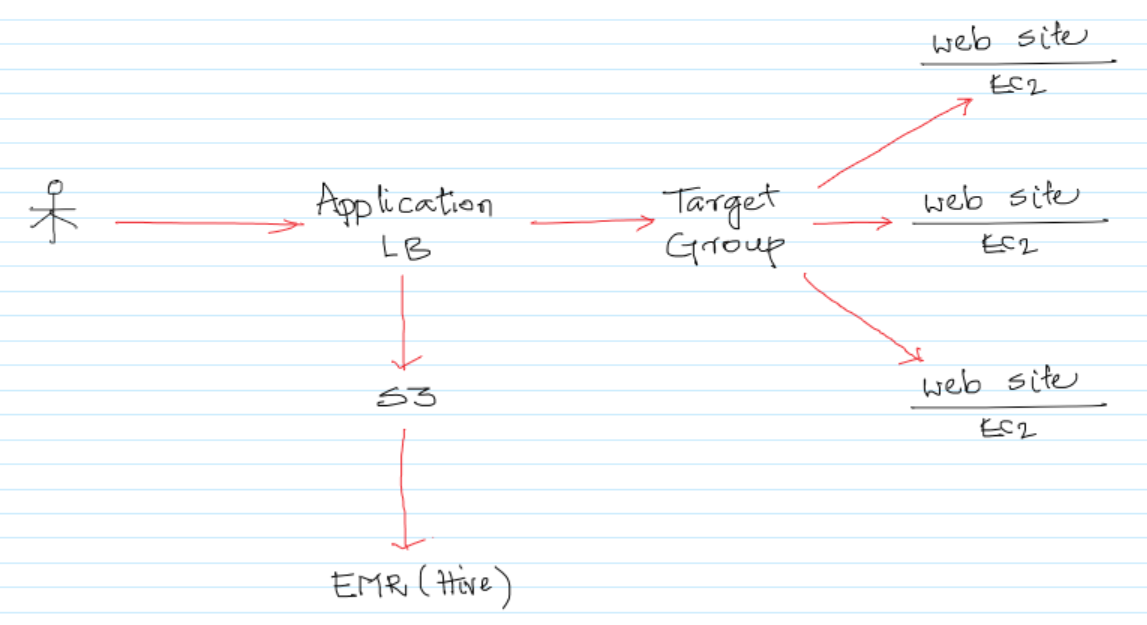 web site
EC2
Application
LB
Target
Group
web site
EC2
web site
EC2
S3
EMR (Hive)